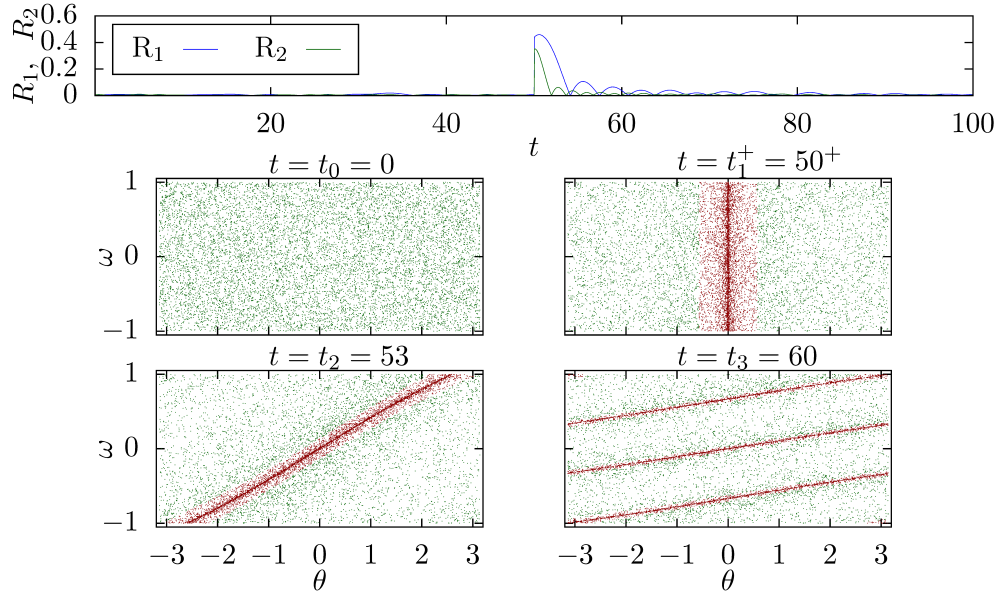 0.6
0.4
0.2
0
R₁, R₂
R₁ R₂
20 40 60 80 100
t
t = t₀ = 0
t = t₁⁺ = 50⁺
1
0
−1
ω
t = t₂ = 53
t = t₃ = 60
1
0
−1
ω
−3 −2 −1 0 1 2 3
−3 −2 −1 0 1 2 3
θ
θ